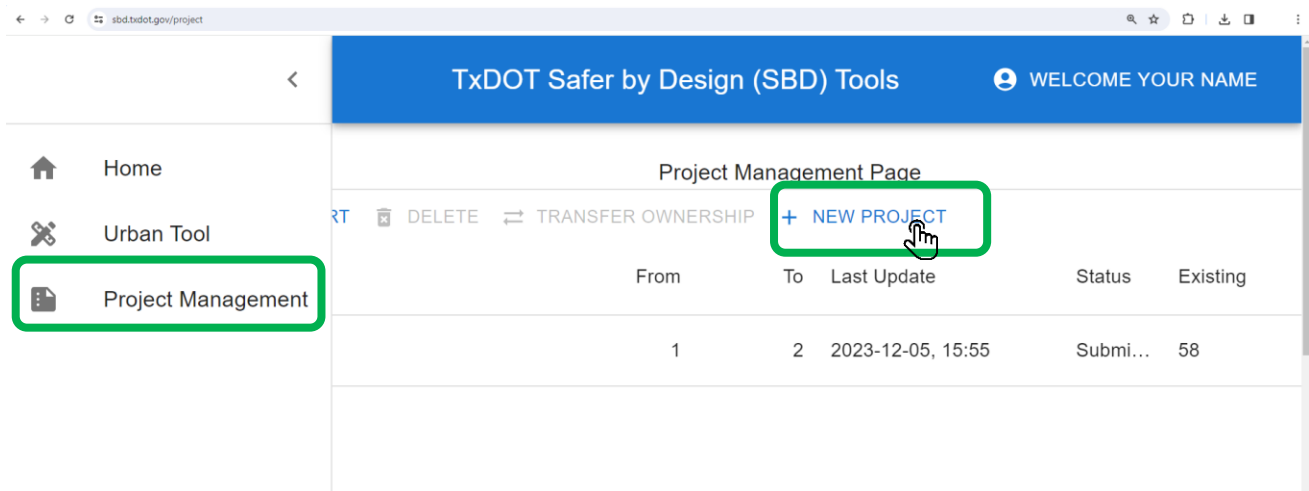 sbd.txdot.gov/project
TxDOT Safer by Design (SBD) Tools WELCOME YOUR NAME
Home
Urban Tool
Project Management
Project Management Page
RT DELETE TRANSFER OWNERSHIP + NEW PROJECT
From To Last Update Status Existing
1 2 2023-12-05, 15:55 Submi... 58